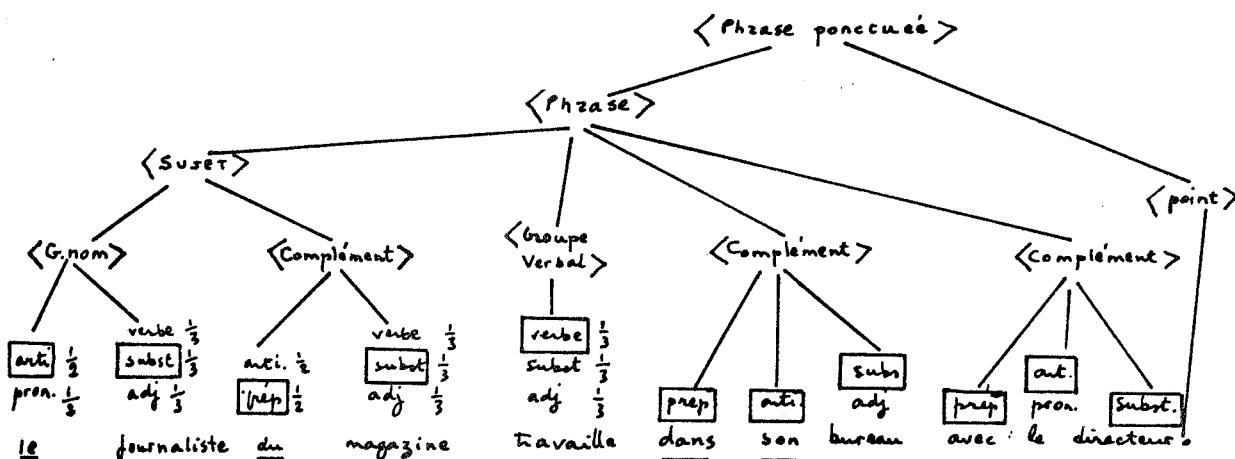 <Phrase ponctuée>
<Phrase>
<Sujet>
<point>
<G.nom> <Complément> <Groupe Verbal> <Complément> <Complément>
verbe 1/3 verbe 1/3
arti 1/2 subst 1/3 arti. 1/2 subst 1/3 verbe 1/3 subs art.
pron. 1/3 adj 1/3 prép 1/2 adj 1/3 subst 1/3 prep arti. adj prép pron. subst.
adj 1/3
le journaliste du magazine travaille dans son bureau avec le directeur.